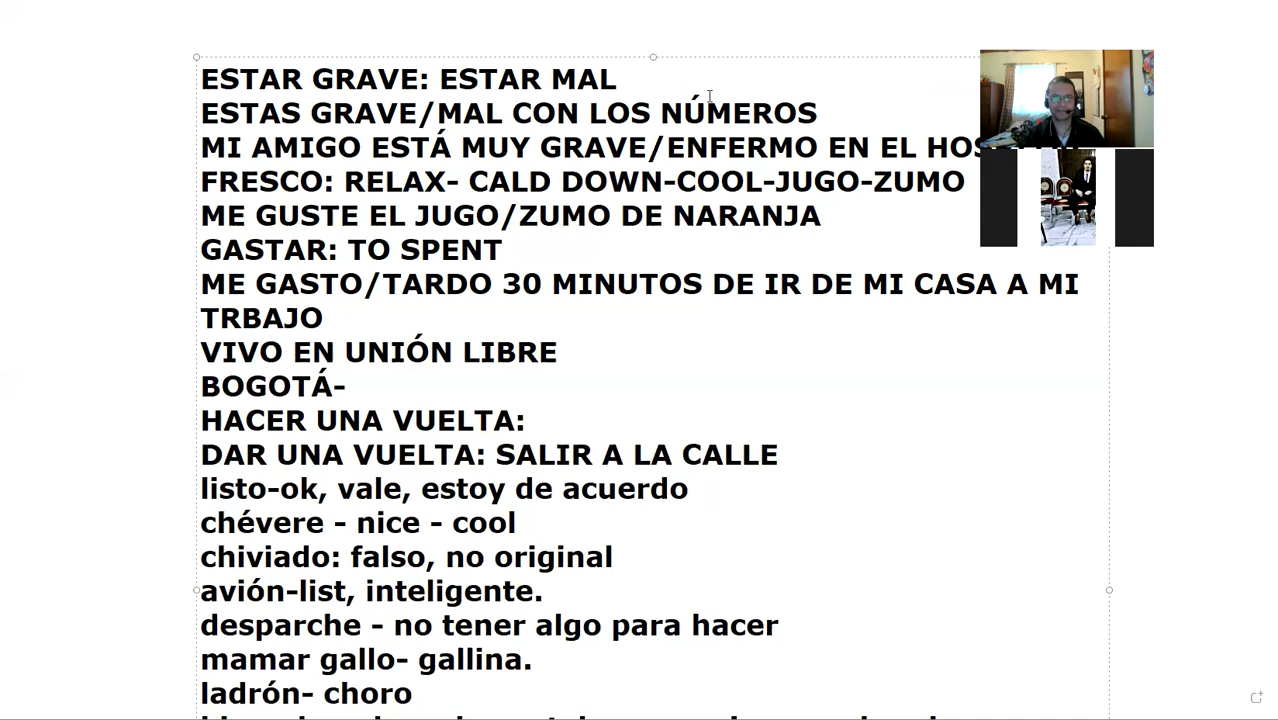 ESTAR GRAVE: ESTAR MAL
ESTAS GRAVE/MAL CON LOS NÚMEROS
MI AMIGO ESTÁ MUY GRAVE/ENFERMO EN EL
FRESCO: RELAX- CALD DOWN-COOL-JUGO-ZUMO
ME GUSTE EL JUGO/ZUMO DE NARANJA
GASTAR: TO SPENT
ME GASTO/TARDO 30 MINUTOS DE IR DE MI CASA A MI
TRBAJO
VIVO EN UNIÓN LIBRE
BOGOTÁ-
HACER UNA VUELTA:
DAR UNA VUELTA: SALIR A LA CALLE
listo-ok, vale, estoy de acuerdo
chévere - nice - cool
chiviado: falso, no original
avión-list, inteligente.
desparche - no tener algo para hacer
mamar gallo- gallina.
ladrón- choro